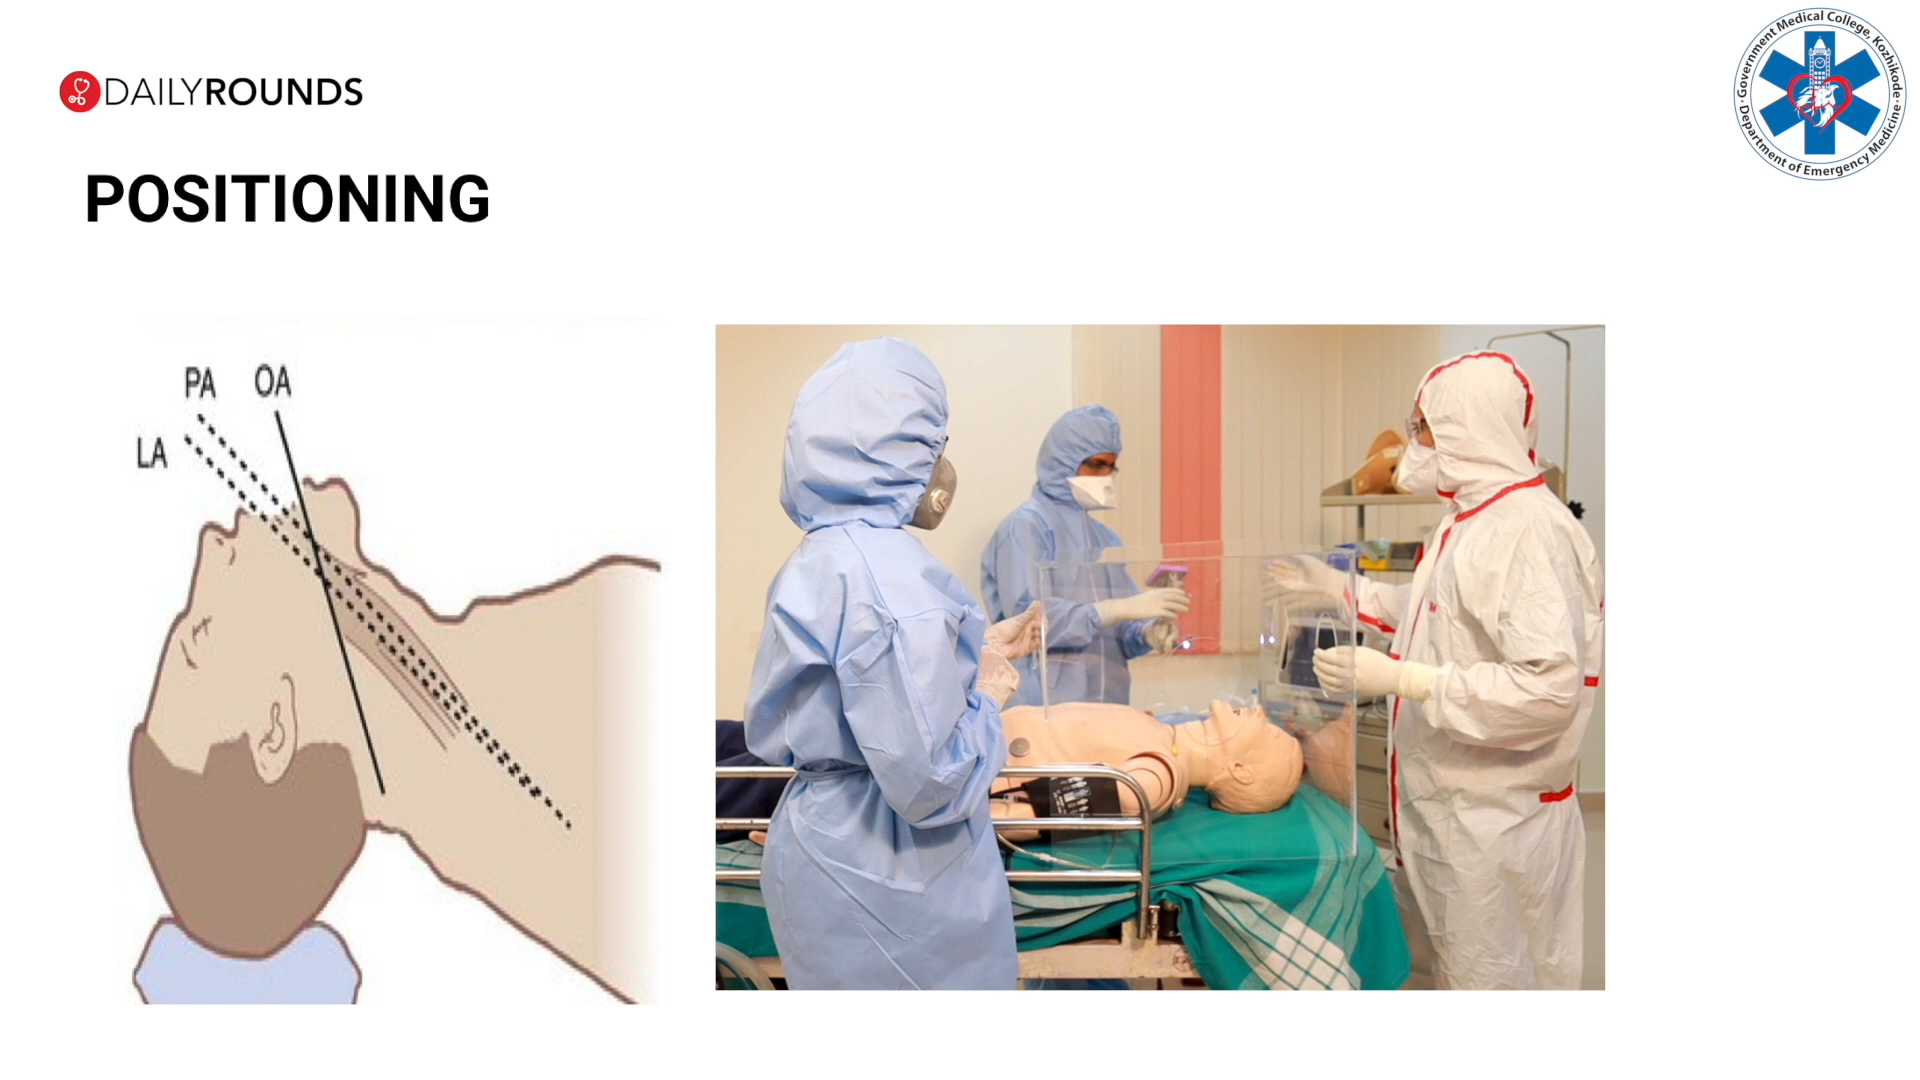 DAILYROUNDS
Government Medical College, Kozhikode
Department of Emergency Medicine
POSITIONING
PA OA
LA